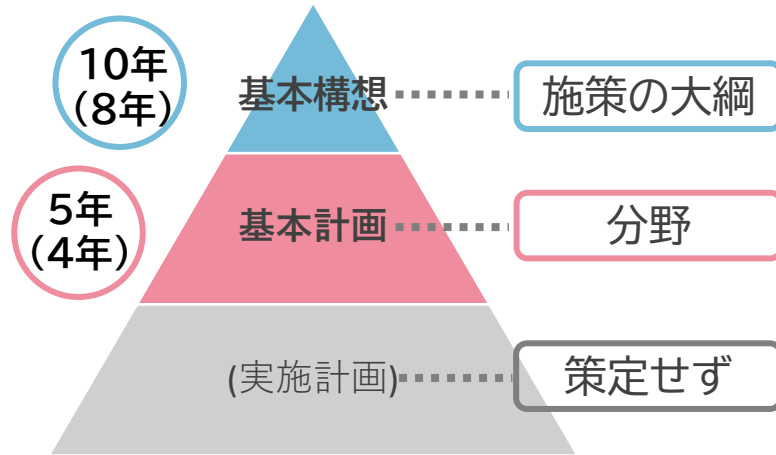 10年
(8年)
基本構想
施策の大綱
5年
(4年)
基本計画
分野
(実施計画)
策定せず